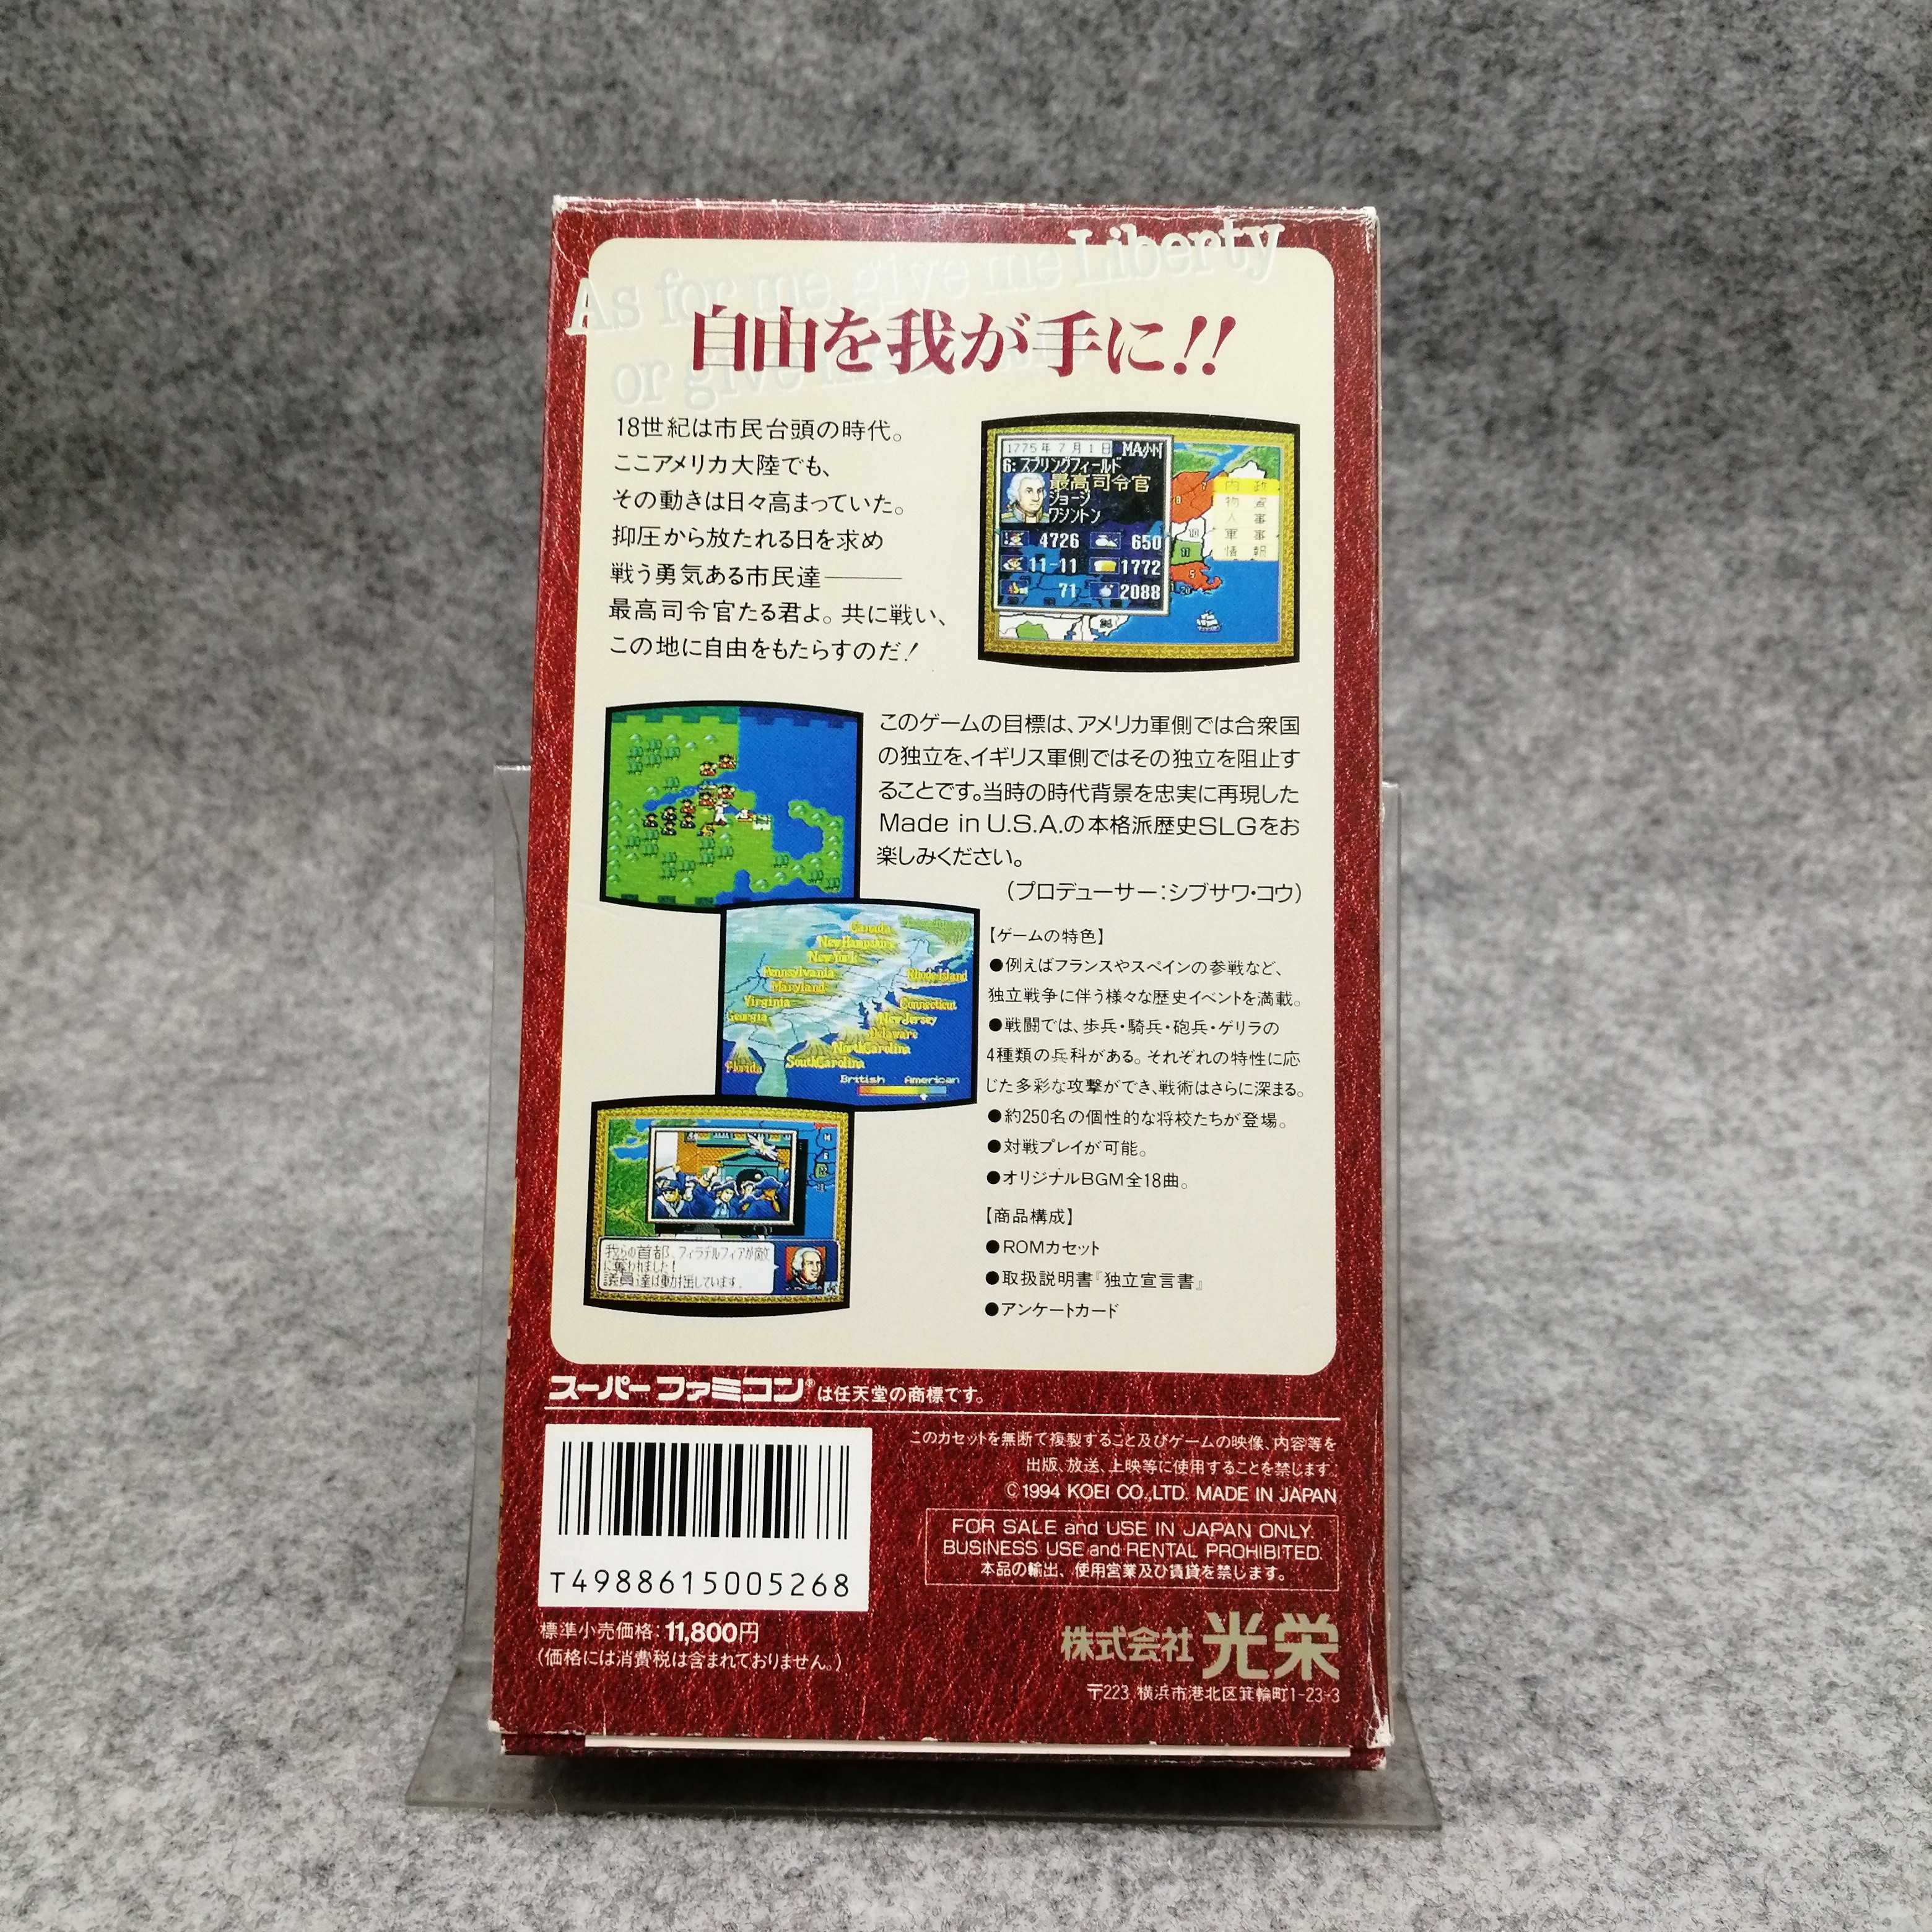 As for me give me Liberty
or give me
自由を我が手に!!
18世紀は市民台頭の時代。
ここアメリカ大陸でも、
その動きは日々高まっていた。
抑圧から放たれる日を求め
戦う勇気ある市民達———
最高司令官たる君よ。共に戦い、
この地に自由をもたらすのだ!
1775年7月1日
6:スプリングフィールド
最高司令官
ジョージ
ワシントン
4726 650
11-11 1772
71 2088
内政
物資
人事
軍事
情報
このゲームの目標は、アメリカ軍側では合衆国
の独立を、イギリス軍側ではその独立を阻止す
ることです。当時の時代背景を忠実に再現した
Made in U.S.A.の本格派歴史SLGをお
楽しみください。
(プロデューサー:シブサワ・コウ)
Canada
New Hampshire
New York
Pennsylvania
Rhode Island
Maryland
Virginia
Connecticut
Georgia
New Jersey
Delaware
North Carolina
South Carolina
Florida
British American
【ゲームの特色】
●例えばフランスやスペインの参戦など、
独立戦争に伴う様々な歴史イベントを満載。
●戦闘では、歩兵・騎兵・砲兵・ゲリラの
4種類の兵科がある。それぞれの特性に応
じた多彩な攻撃ができ、戦術はさらに深まる。
●約250名の個性的な将校たちが登場。
●対戦プレイが可能。
●オリジナルBGM全18曲。
【商品構成】
●ROMカセット
●取扱説明書『独立宣言書』
●アンケートカード
我らの首都、フィラデルフィアが敵
に奪われました!
議員達は動揺しています。
スーパーファミコン®は任天堂の商標です。
このカセットを無断で複製すること及びゲームの映像、内容等を
出版、放送、上映等に使用することを禁じます。
©1994 KOEI CO.,LTD. MADE IN JAPAN
FOR SALE and USE IN JAPAN ONLY.
BUSINESS USE and RENTAL PROHIBITED.
本品の輸出、使用営業及び賃貸を禁じます。
T4988615005268
標準小売価格:11,800円
(価格には消費税は含まれておりません。)
株式会社 光栄
〒223 横浜市港北区箕輪町1-23-3